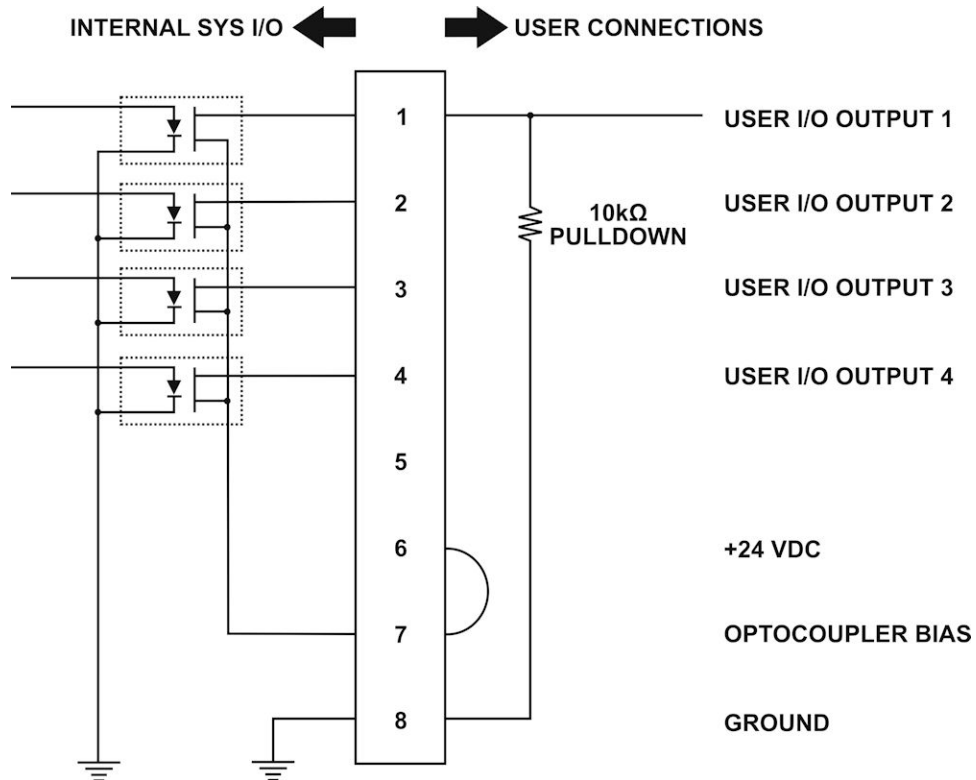 INTERNAL SYS I/O
USER CONNECTIONS
1
USER I/O OUTPUT 1
2
USER I/O OUTPUT 2
10kΩ
PULLDOWN
3
USER I/O OUTPUT 3
4
USER I/O OUTPUT 4
5
6
+24 VDC
7
OPTOCOUPLER BIAS
8
GROUND